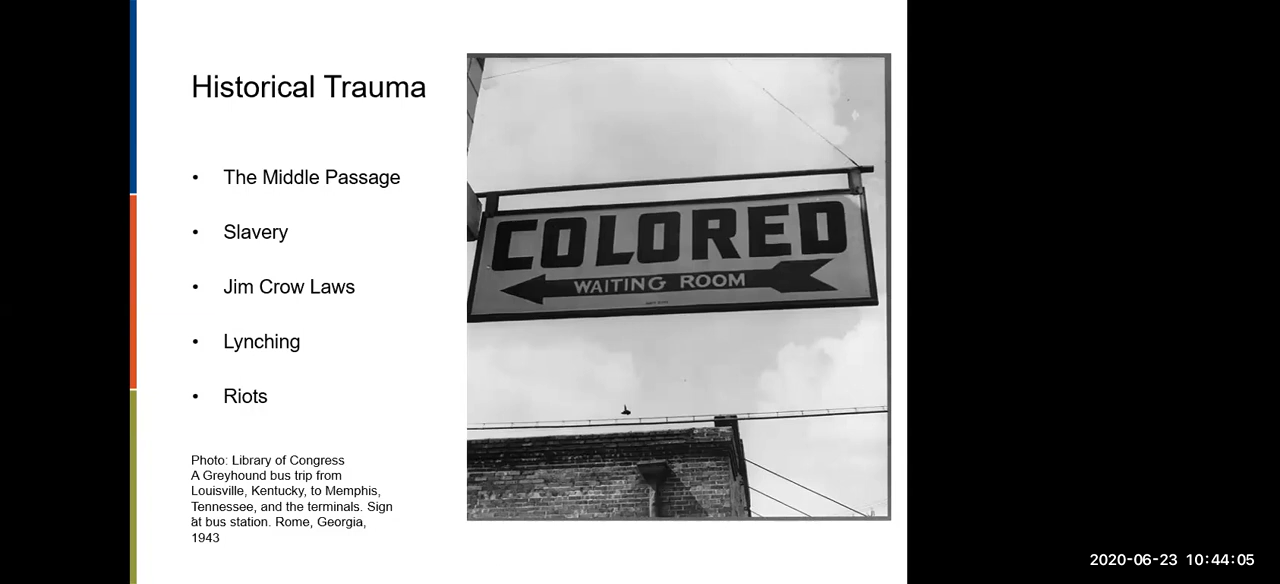 Historical Trauma
• The Middle Passage
• Slavery
• Jim Crow Laws
• Lynching
• Riots
Photo: Library of Congress
A Greyhound bus trip from
Louisville, Kentucky, to Memphis,
Tennessee, and the terminals. Sign
at bus station. Rome, Georgia,
1943
COLORED
WAITING ROOM
2020-06-23 10:44:05